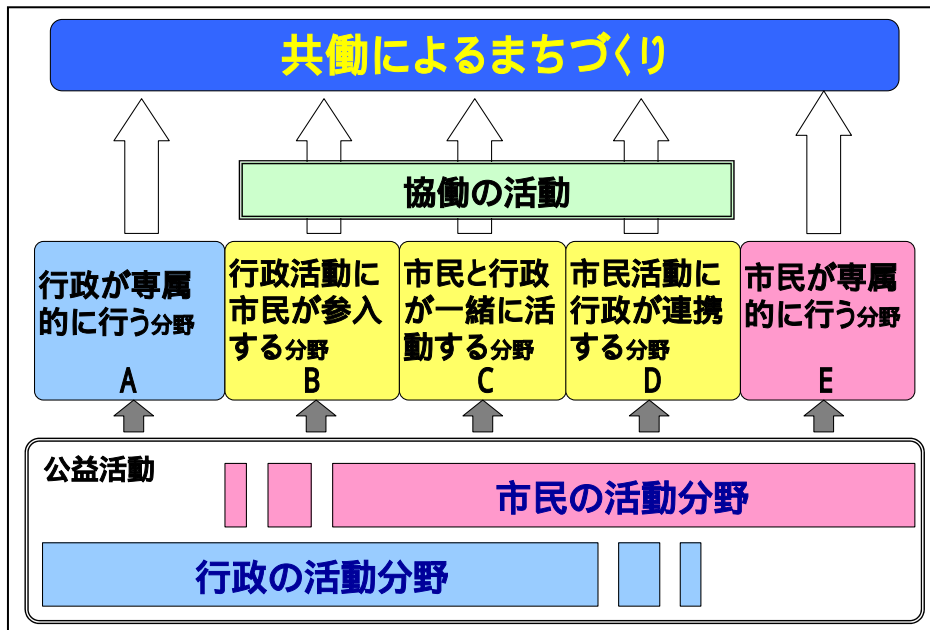 共働によるまちづくり
協働の活動
行政が専属
的に行う分野
A
行政活動に
市民が参入
する分野
B
市民と行政
が一緒に活
動する分野
C
市民活動に
行政が連携
する分野
D
市民が専属
的に行う分野
E
公益活動
市民の活動分野
行政の活動分野